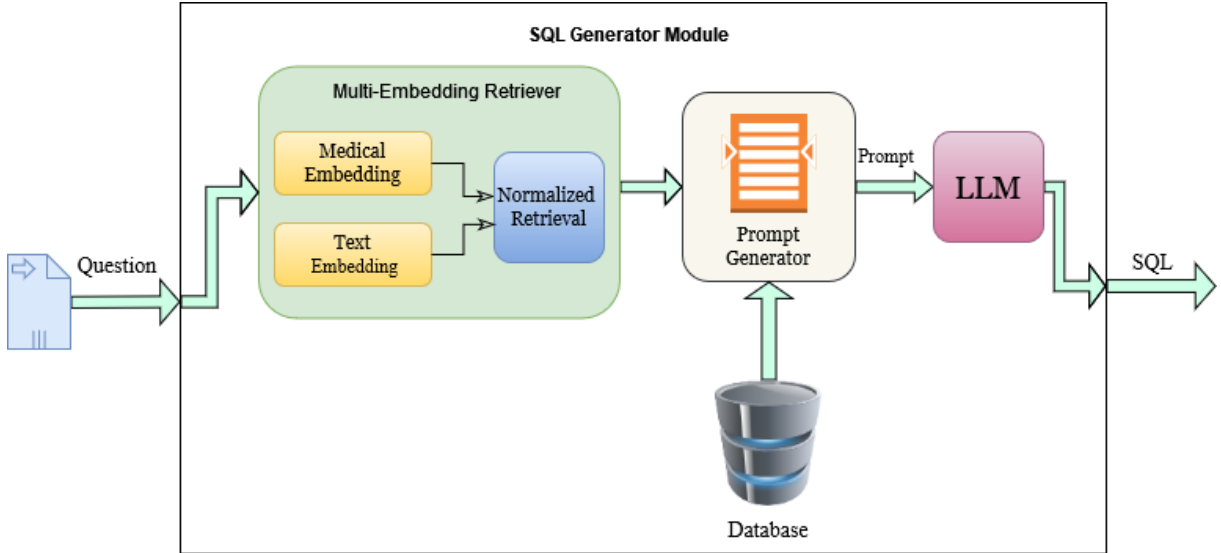 SQL Generator Module
Multi-Embedding Retriever
Medical
Embedding
Text
Embedding
Normalized
Retrieval
Prompt
Generator
Prompt
LLM
Question
SQL
Database